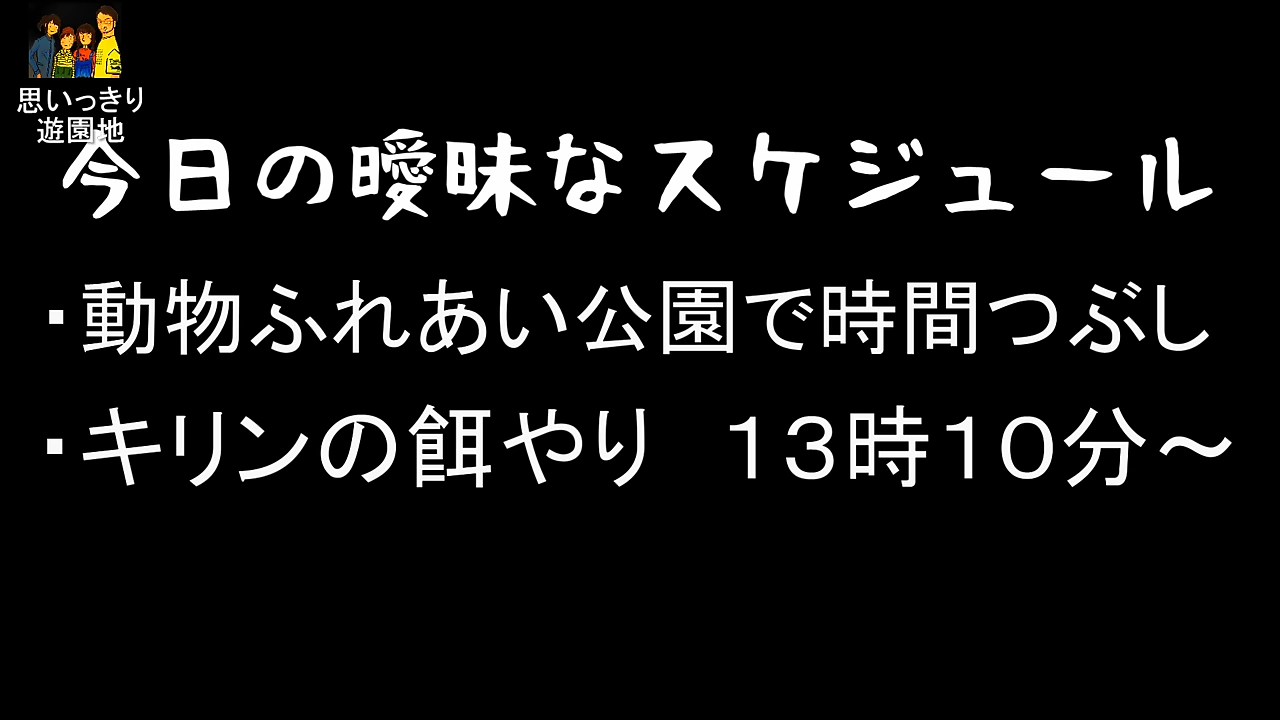 思いっきり
遊園地
今日の曖昧なスケジュール
・動物ふれあい公園で時間つぶし
・キリンの餌やり　１３時１０分～